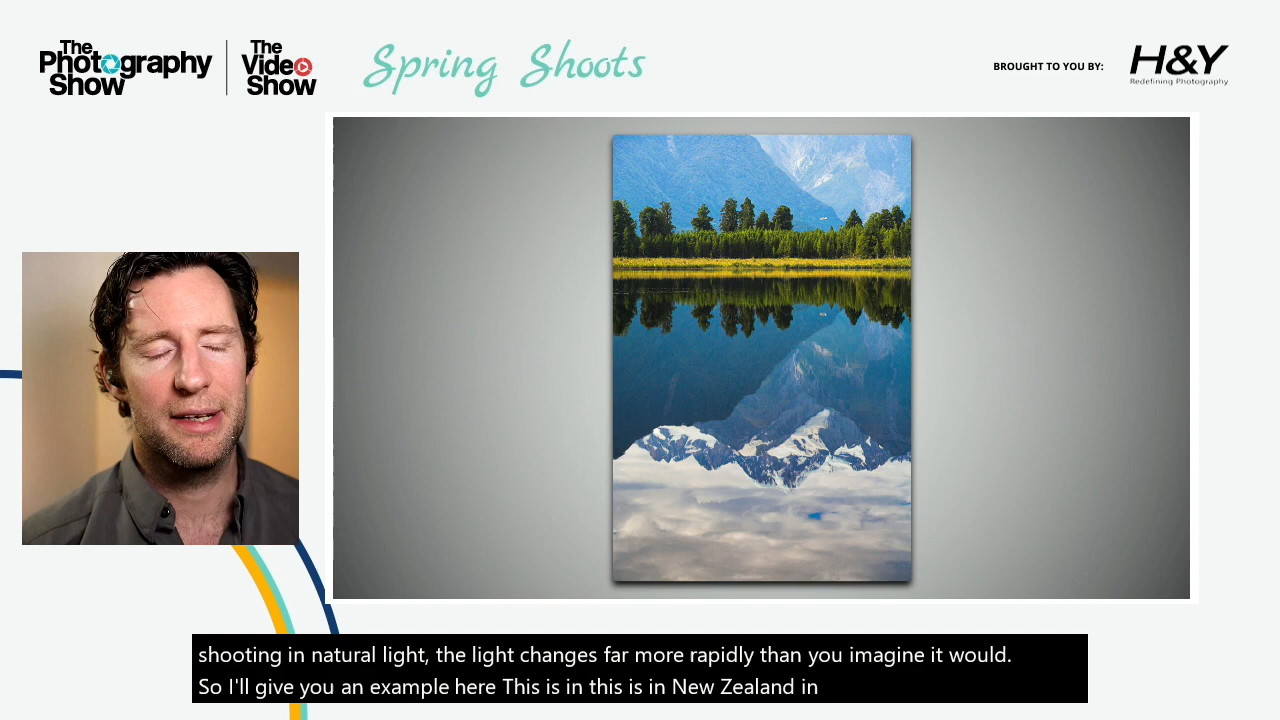 The
Photography
Show
The
Video
Show
Spring Shoots
BROUGHT TO YOU BY:
H&Y
Redefining Photography
shooting in natural light, the light changes far more rapidly than you imagine it would.
So I'll give you an example here This is in this is in New Zealand in